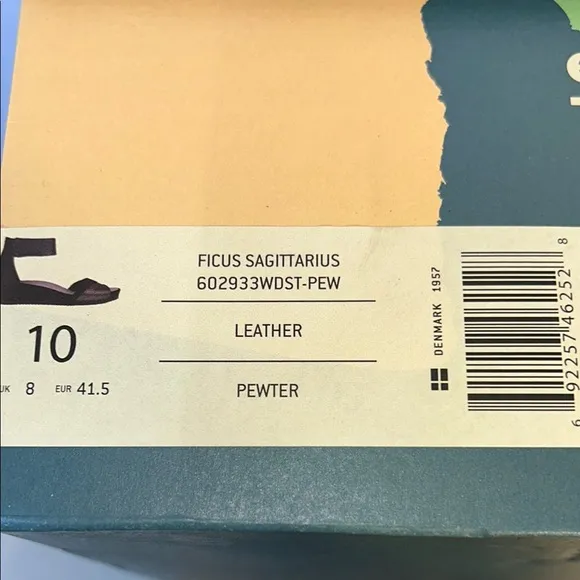 FICUS SAGITTARIUS
602933WDST-PEW
LEATHER
PEWTER
10
UK 8 EUR 41.5
DENMARK 1957
6 92257 46252 8